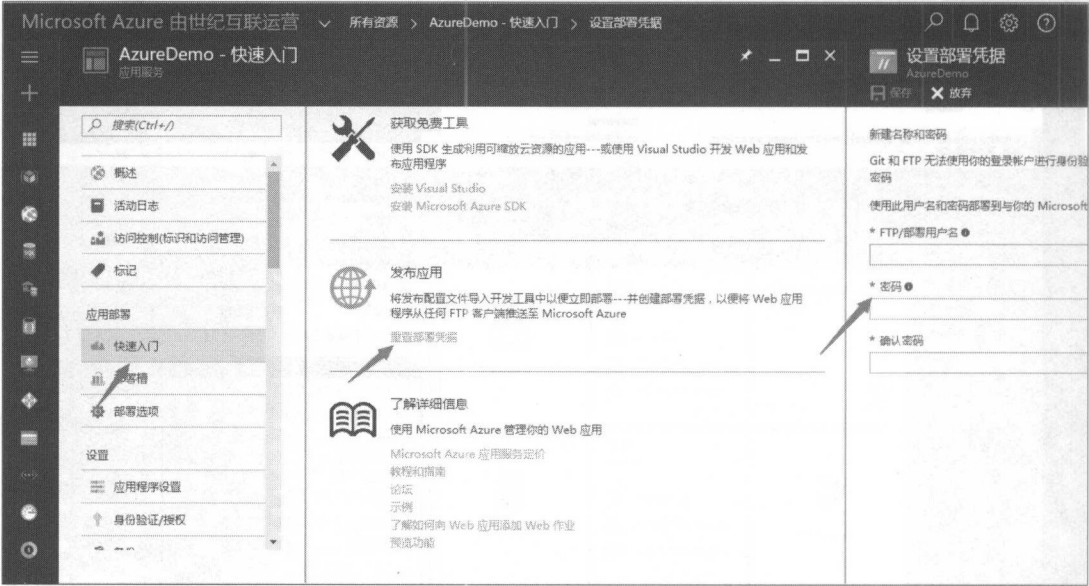 Microsoft Azure 由世纪互联运营
所有资源 > AzureDemo - 快速入门 > 设置部署凭据
AzureDemo - 快速入门
应用服务
搜索(Ctrl+/)
概述
活动日志
访问控制(标识和访问管理)
标记
应用部署
快速入门
部署槽
部署选项
设置
应用程序设置
身份验证/授权
获取免费工具
使用 SDK 生成利用可缩放云资源的应用---或使用 Visual Studio 开发 Web 应用和发
布应用程序
安装 Visual Studio
安装 Microsoft Azure SDK
发布应用
将发布配置文件导入开发工具中以便立即部署---并创建部署凭据，以便将 Web 应用
程序从任何 FTP 客户端推送至 Microsoft Azure
重置部署凭据
了解详细信息
使用 Microsoft Azure 管理你的 Web 应用
Microsoft Azure 应用服务定价
教程和指南
论坛
示例
了解如何向 Web 应用添加 Web 作业
预览功能
设置部署凭据
AzureDemo
保存
放弃
新建名称和密码
Git 和 FTP 无法使用你的登录帐户进行身份验
密码
使用此用户名和密码部署到与你的 Microsoft
* FTP/部署用户名
* 密码
* 确认密码